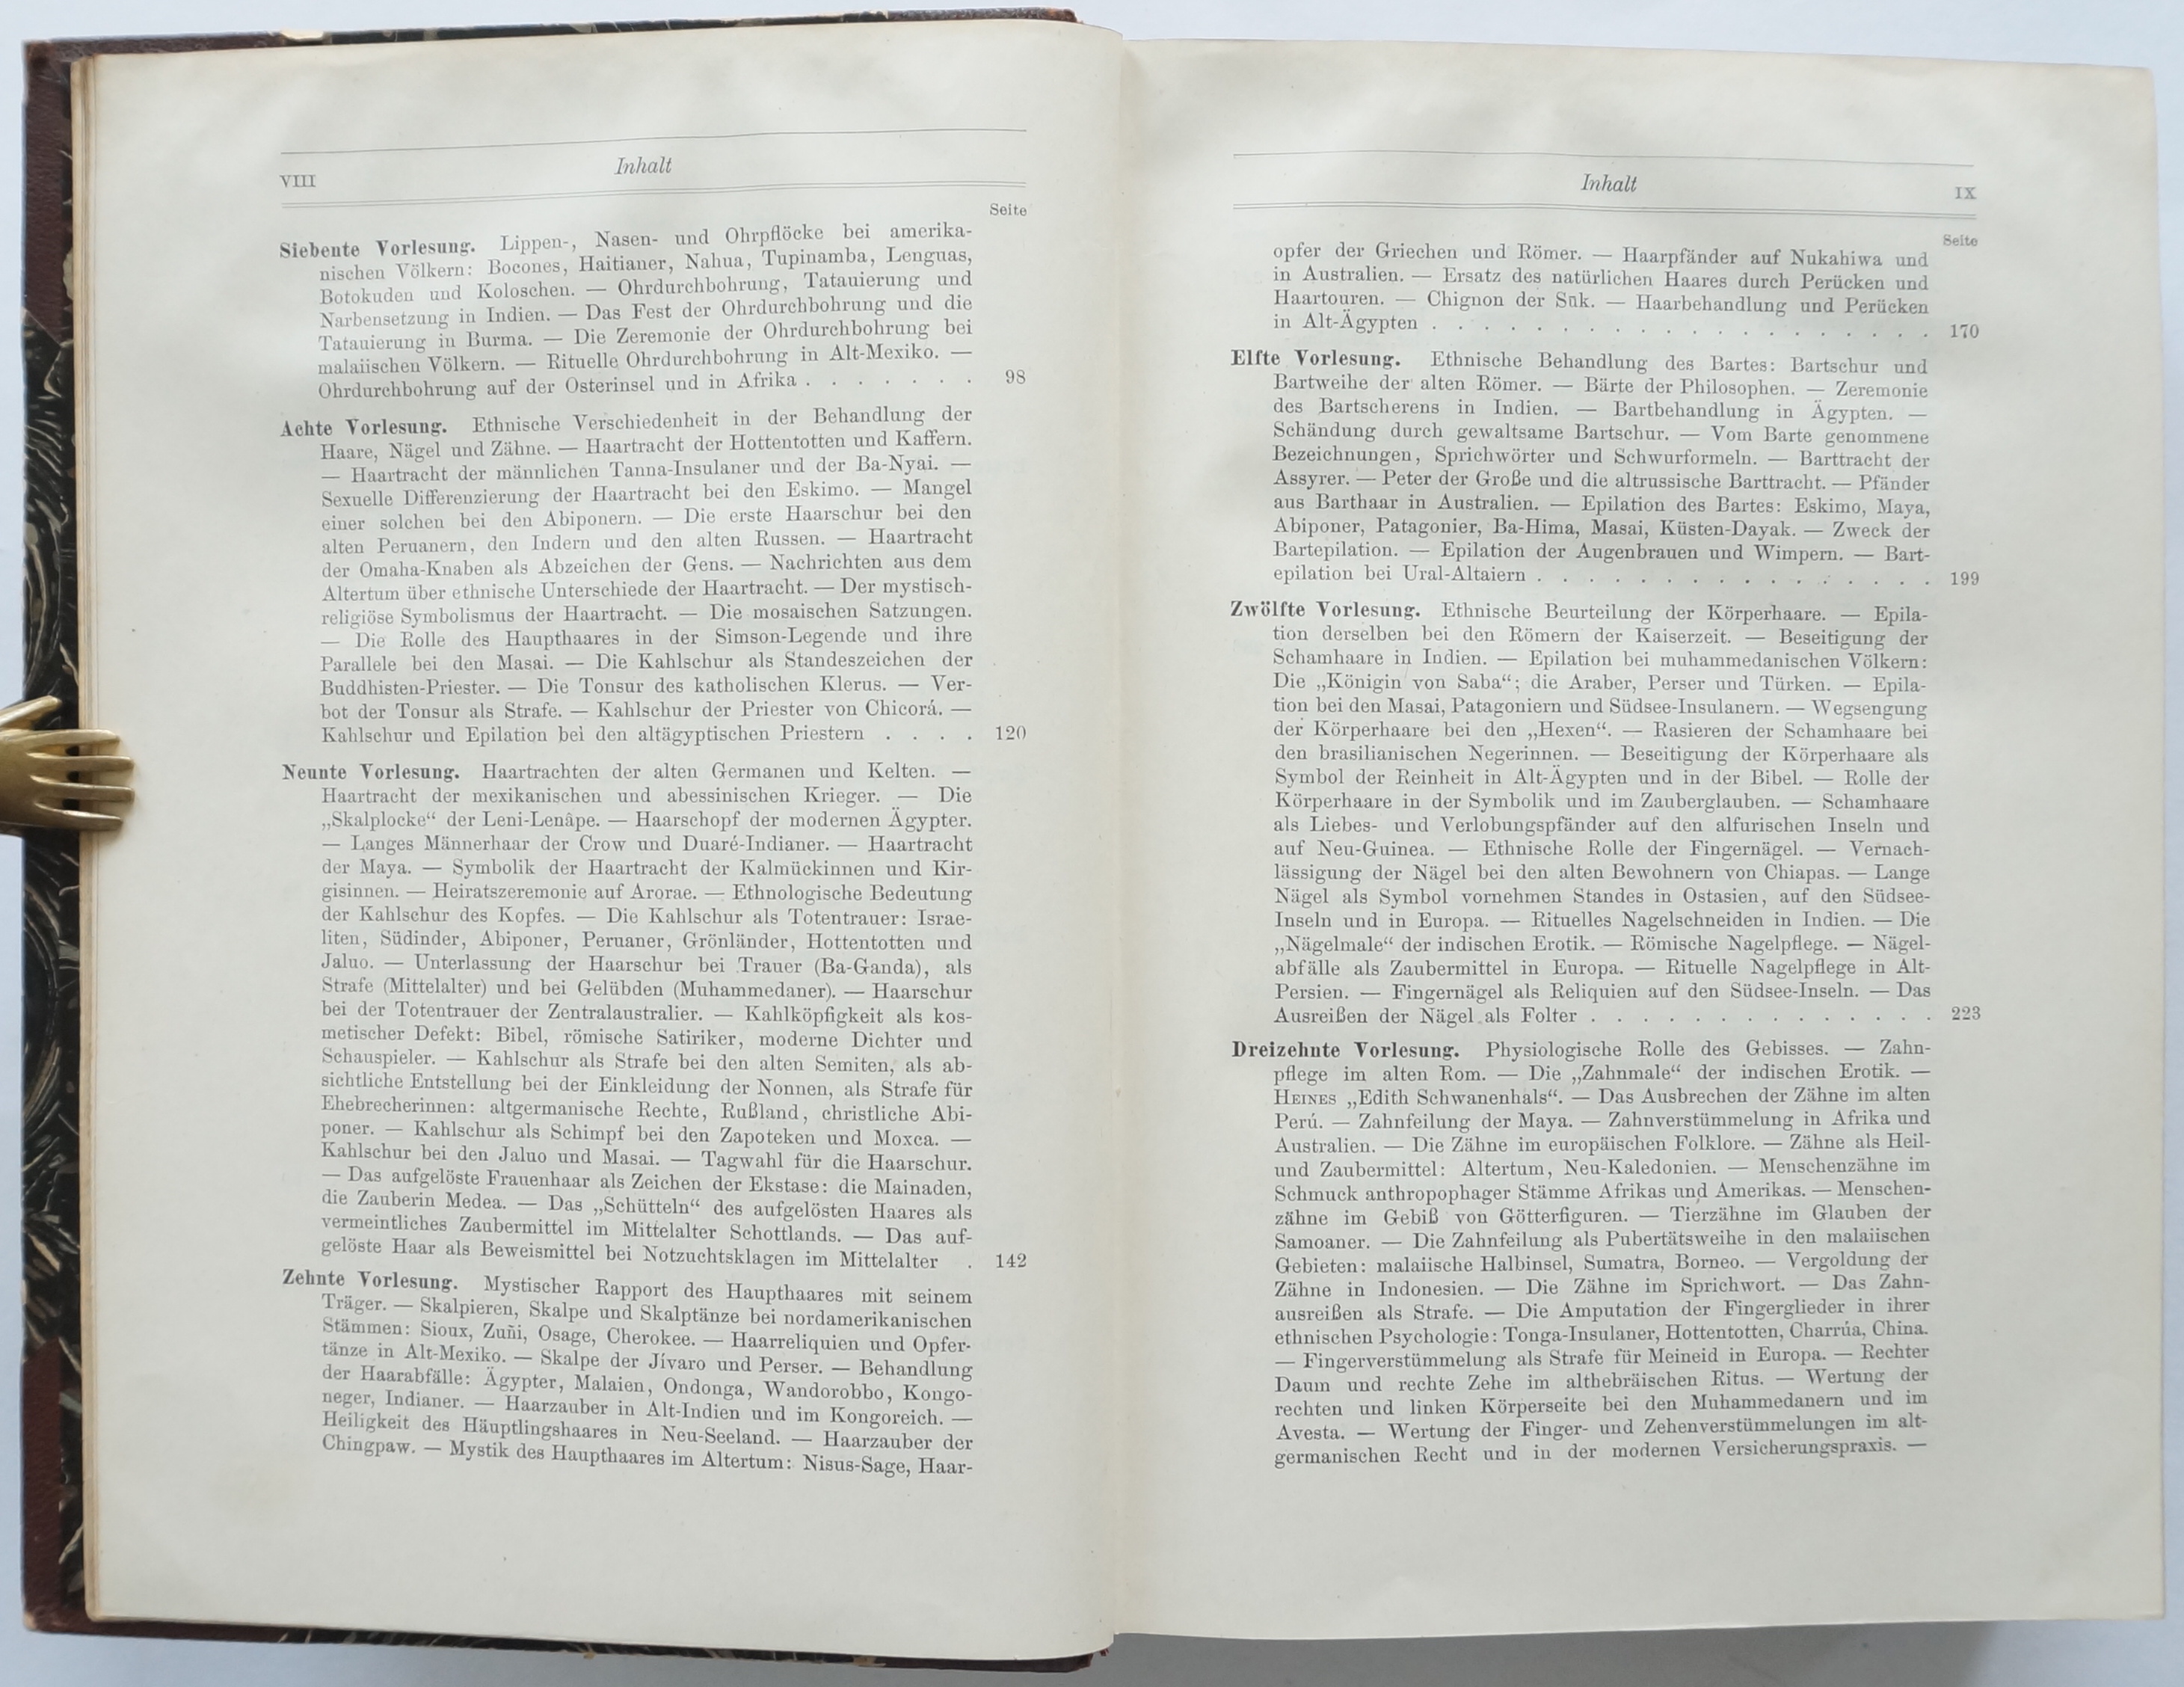 VIII
Inhalt
Seite
Siebente Vorlesung. Lippen-, Nasen- und Ohrpflöcke bei amerika-
nischen Völkern: Bocones, Haitianer, Nahua, Tupinamba, Lenguas,
Botokuden und Koloschen. — Ohrdurchbohrung, Tatauierung und
Narbensetzung in Indien. — Das Fest der Ohrdurchbohrung und die
Tatauierung in Burma. — Die Zeremonie der Ohrdurchbohrung bei
malaiischen Völkern. — Rituelle Ohrdurchbohrung in Alt-Mexiko. —
Ohrdurchbohrung auf der Osterinsel und in Afrika . . . . . . . 98
Achte Vorlesung. Ethnische Verschiedenheit in der Behandlung der
Haare, Nägel und Zähne. — Haartracht der Hottentotten und Kaffern.
— Haartracht der männlichen Tanna-Insulaner und der Ba-Nyai. —
Sexuelle Differenzierung der Haartracht bei den Eskimo. — Mangel
einer solchen bei den Abiponern. — Die erste Haarschur bei den
alten Peruanern, den Indern und den alten Russen. — Haartracht
der Omaha-Knaben als Abzeichen der Gens. — Nachrichten aus dem
Altertum über ethnische Unterschiede der Haartracht. — Der mystisch-
religiöse Symbolismus der Haartracht. — Die mosaischen Satzungen.
— Die Rolle des Haupthaares in der Simson-Legende und ihre
Parallele bei den Masai. — Die Kahlschur als Standeszeichen der
Buddhisten-Priester. — Die Tonsur des katholischen Klerus. — Ver-
bot der Tonsur als Strafe. — Kahlschur der Priester von Chicorá. —
Kahlschur und Epilation bei den altägyptischen Priestern . . . . 120
Neunte Vorlesung. Haartrachten der alten Germanen und Kelten. —
Haartracht der mexikanischen und abessinischen Krieger. — Die
„Skalplocke“ der Leni-Lenâpe. — Haarschopf der modernen Ägypter.
— Langes Männerhaar der Crow und Duaré-Indianer. — Haartracht
der Maya. — Symbolik der Haartracht der Kalmückinnen und Kir-
gisinnen. — Heiratszeremonie auf Arorae. — Ethnologische Bedeutung
der Kahlschur des Kopfes. — Die Kahlschur als Totentrauer: Israe-
liten, Südinder, Abiponer, Peruaner, Grönländer, Hottentotten und
Jaluo. — Unterlassung der Haarschur bei Trauer (Ba-Ganda), als
Strafe (Mittelalter) und bei Gelübden (Muhammedaner). — Haarschur
bei der Totentrauer der Zentralaustralier. — Kahlköpfigkeit als kos-
metischer Defekt: Bibel, römische Satiriker, moderne Dichter und
Schauspieler. — Kahlschur als Strafe bei den alten Semiten, als ab-
sichtliche Entstellung bei der Einkleidung der Nonnen, als Strafe für
Ehebrecherinnen: altgermanische Rechte, Rußland, christliche Abi-
poner. — Kahlschur als Schimpf bei den Zapoteken und Moxca. —
Kahlschur bei den Jaluo und Masai. — Tagwahl für die Haarschur.
— Das aufgelöste Frauenhaar als Zeichen der Ekstase: die Mainaden,
die Zauberin Medea. — Das „Schütteln“ des aufgelösten Haares als
vermeintliches Zaubermittel im Mittelalter Schottlands. — Das auf-
gelöste Haar als Beweismittel bei Notzuchtsklagen im Mittelalter . 142
Zehnte Vorlesung. Mystischer Rapport des Haupthaares mit seinem
Träger. — Skalpieren, Skalpe und Skalptänze bei nordamerikanischen
Stämmen: Sioux, Zuñi, Osage, Cherokee. — Haarreliquien und Opfer-
tänze in Alt-Mexiko. — Skalpe der Jívaro und Perser. — Behandlung
der Haarabfälle: Ägypter, Malaien, Ondonga, Wandorobbo, Kongo-
neger, Indianer. — Haarzauber in Alt-Indien und im Kongoreich. —
Heiligkeit des Häuptlingshaares in Neu-Seeland. — Haarzauber der
Chingpaw. — Mystik des Haupthaares im Altertum: Nisus-Sage, Haar-
Inhalt
IX
Seite
opfer der Griechen und Römer. — Haarpfänder auf Nukahiwa und
in Australien. — Ersatz des natürlichen Haares durch Perücken und
Haartouren. — Chignon der Sūk. — Haarbehandlung und Perücken
in Alt-Ägypten . . . . . . . . . . . . . . . . . . . . 170
Elfte Vorlesung. Ethnische Behandlung des Bartes: Bartschur und
Bartweihe der alten Römer. — Bärte der Philosophen. — Zeremonie
des Bartscherens in Indien. — Bartbehandlung in Ägypten. —
Schändung durch gewaltsame Bartschur. — Vom Barte genommene
Bezeichnungen, Sprichwörter und Schwurformeln. — Barttracht der
Assyrer. — Peter der Große und die altrussische Barttracht. — Pfänder
aus Barthaar in Australien. — Epilation des Bartes: Eskimo, Maya,
Abiponer, Patagonier, Ba-Hima, Masai, Küsten-Dayak. — Zweck der
Bartepilation. — Epilation der Augenbrauen und Wimpern. — Bart-
epilation bei Ural-Altaiern . . . . . . . . . . . . . . . . 199
Zwölfte Vorlesung. Ethnische Beurteilung der Körperhaare. — Epila-
tion derselben bei den Römern der Kaiserzeit. — Beseitigung der
Schamhaare in Indien. — Epilation bei muhammedanischen Völkern:
Die „Königin von Saba“; die Araber, Perser und Türken. — Epila-
tion bei den Masai, Patagoniern und Südsee-Insulanern. — Wegsengung
der Körperhaare bei den „Hexen“. — Rasieren der Schamhaare bei
den brasilianischen Negerinnen. — Beseitigung der Körperhaare als
Symbol der Reinheit in Alt-Ägypten und in der Bibel. — Rolle der
Körperhaare in der Symbolik und im Zauberglauben. — Schamhaare
als Liebes- und Verlobungspfänder auf den alfurischen Inseln und
auf Neu-Guinea. — Ethnische Rolle der Fingernägel. — Vernach-
lässigung der Nägel bei den alten Bewohnern von Chiapas. — Lange
Nägel als Symbol vornehmen Standes in Ostasien, auf den Südsee-
Inseln und in Europa. — Rituelles Nagelschneiden in Indien. — Die
„Nägelmale“ der indischen Erotik. — Römische Nagelpflege. — Nägel-
abfälle als Zaubermittel in Europa. — Rituelle Nagelpflege in Alt-
Persien. — Fingernägel als Reliquien auf den Südsee-Inseln. — Das
Ausreißen der Nägel als Folter . . . . . . . . . . . . . . 223
Dreizehnte Vorlesung. Physiologische Rolle des Gebisses. — Zahn-
pflege im alten Rom. — Die „Zahnmale“ der indischen Erotik. —
HEINES „Edith Schwanenhals“. — Das Ausbrechen der Zähne im alten
Perú. — Zahnfeilung der Maya. — Zahnverstümmelung in Afrika und
Australien. — Die Zähne im europäischen Folklore. — Zähne als Heil-
und Zaubermittel: Altertum, Neu-Kaledonien. — Menschenzähne im
Schmuck anthropophager Stämme Afrikas und Amerikas. — Menschen-
zähne im Gebiß von Götterfiguren. — Tierzähne im Glauben der
Samoaner. — Die Zahnfeilung als Pubertätsweihe in den malaiischen
Gebieten: malaiische Halbinsel, Sumatra, Borneo. — Vergoldung der
Zähne in Indonesien. — Die Zähne im Sprichwort. — Das Zahn-
ausreißen als Strafe. — Die Amputation der Fingerglieder in ihrer
ethnischen Psychologie: Tonga-Insulaner, Hottentotten, Charrúa, China.
— Fingerverstümmelung als Strafe für Meineid in Europa. — Rechter
Daum und rechte Zehe im althebräischen Ritus. — Wertung der
rechten und linken Körperseite bei den Muhammedanern und im
Avesta. — Wertung der Finger- und Zehenverstümmelungen im alt-
germanischen Recht und in der modernen Versicherungspraxis. —